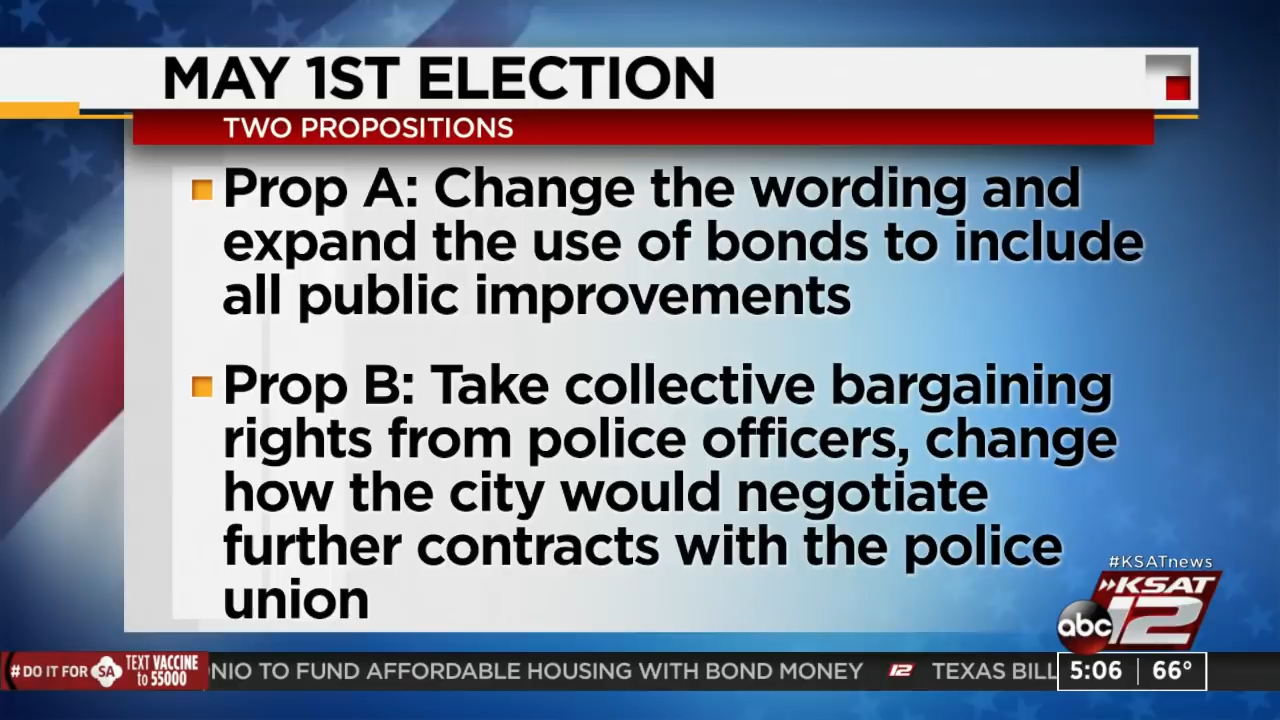 MAY 1ST ELECTION
TWO PROPOSITIONS
Prop A: Change the wording and
expand the use of bonds to include
all public improvements
Prop B: Take collective bargaining
rights from police officers, change
how the city would negotiate
further contracts with the police
union
#KSATnews
KSAT
abc 12
#DO IT FOR SA TEXT VACCINE
to 55000
NIO TO FUND AFFORDABLE HOUSING WITH BOND MONEY 12 TEXAS BILL
5:06 66°